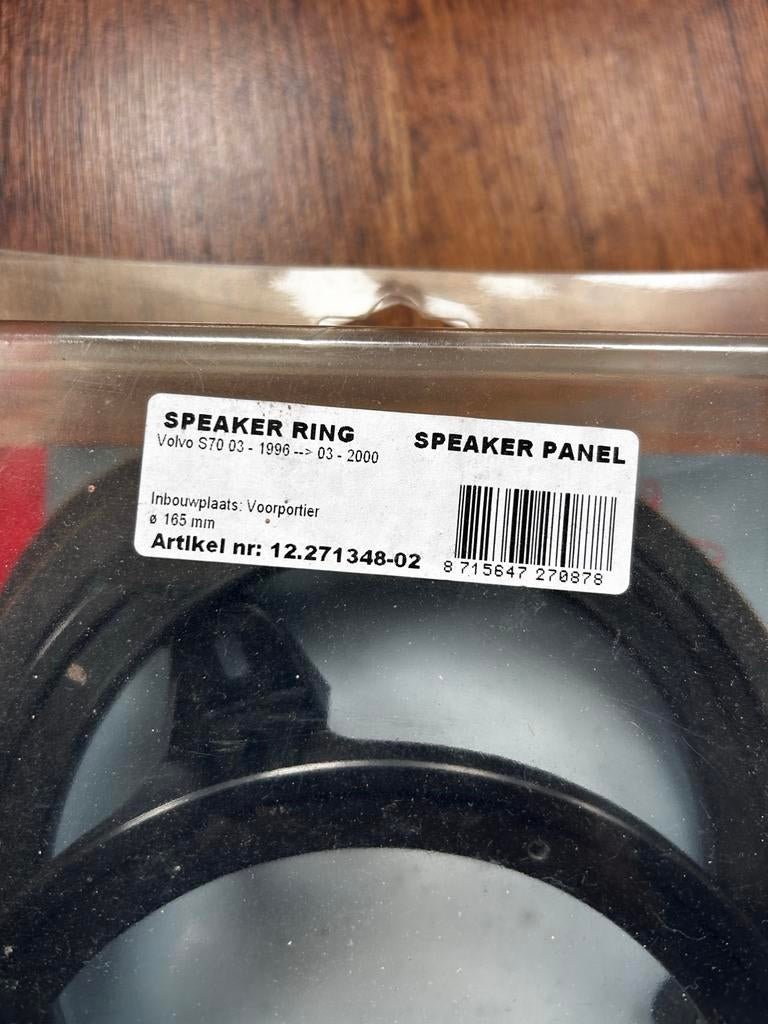 SPEAKER RING
Volvo S70 03 - 1996 --> 03 - 2000
SPEAKER PANEL
Inbouwplaats: Voorportier
ø 165 mm
Artikel nr: 12.271348-02
8 715647 270878